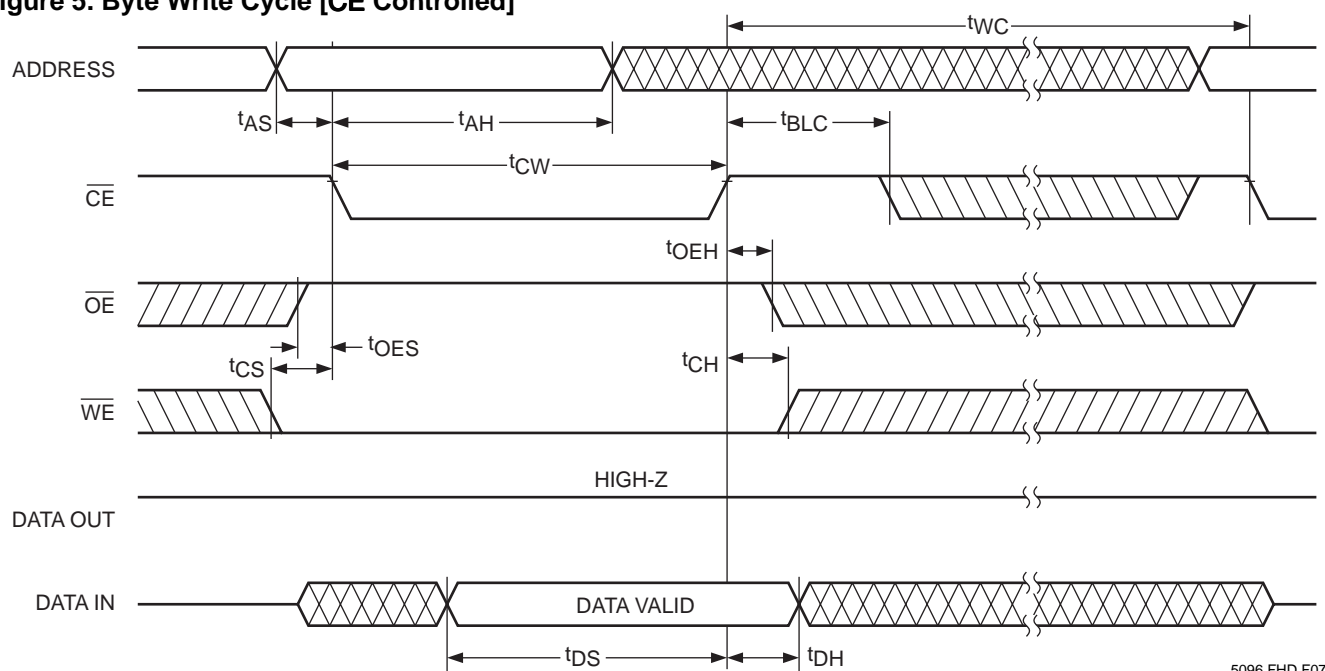 Figure 5. Byte Write Cycle [CE Controlled]
tWC
ADDRESS
tAS
tAH
tBLC
tCW
CE
tOEH
OE
tOES
tCS
tCH
WE
HIGH-Z
DATA OUT
DATA IN
DATA VALID
tDS
tDH
5096 FHD F07